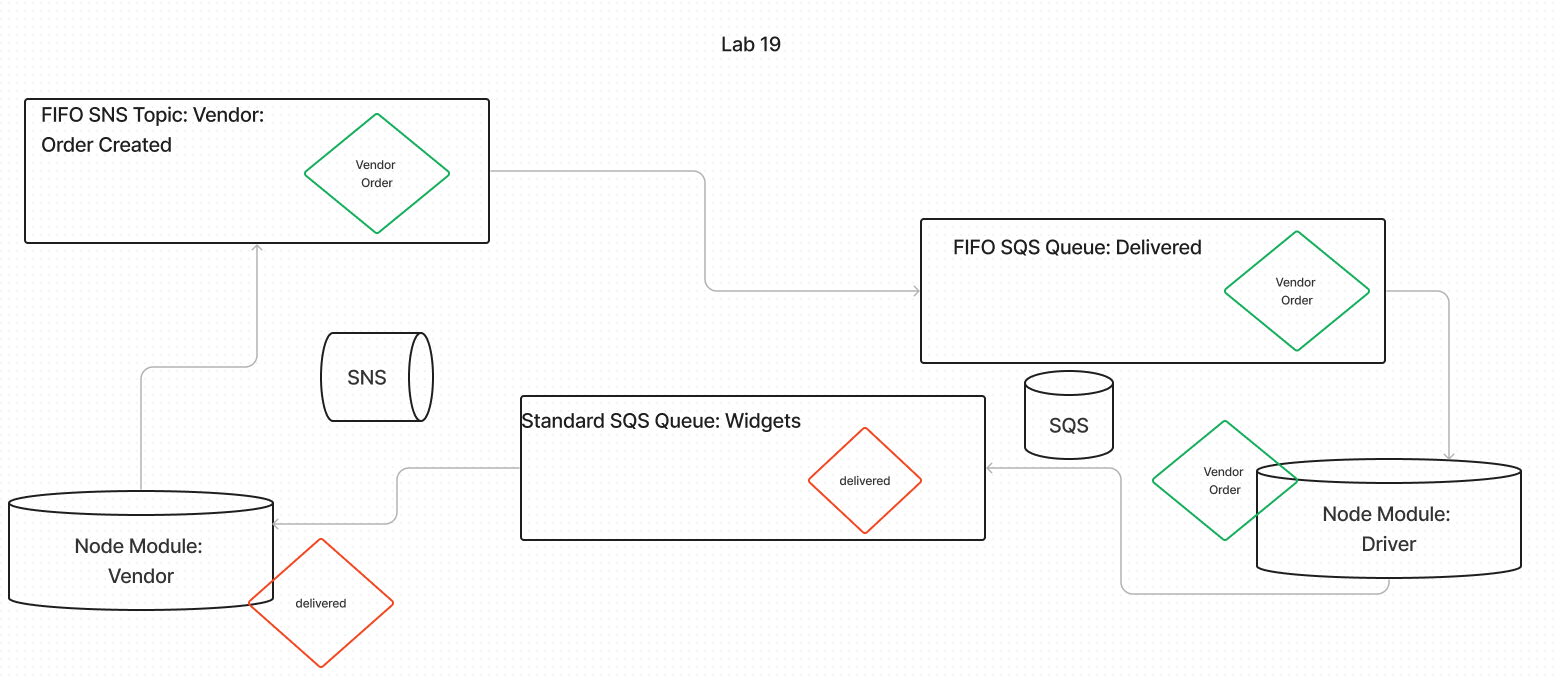 Lab 19
FIFO SNS Topic: Vendor:
Order Created
Vendor
Order
FIFO SQS Queue: Delivered
Vendor
Order
SNS
SQS
Standard SQS Queue: Widgets
delivered
Vendor
Order
Node Module:
Driver
Node Module:
Vendor
delivered